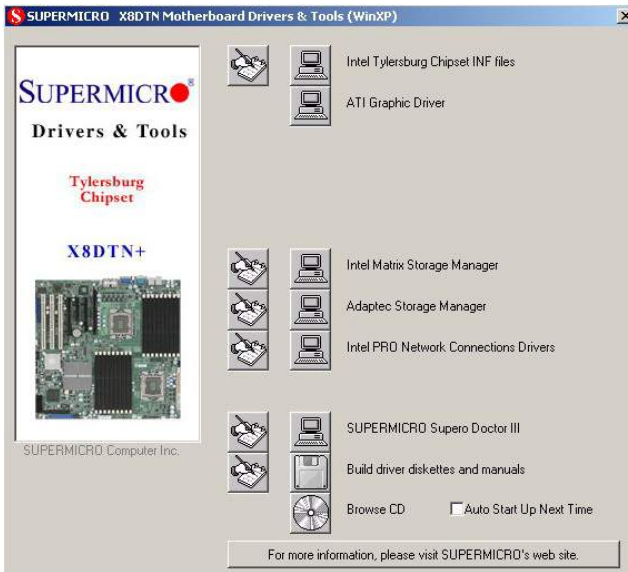 SUPERMICRO X8DTN Motherboard Drivers & Tools (WinXP)
SUPERMICRO®
Drivers & Tools
Tylersburg
Chipset
X8DTN+
SUPERMICRO Computer Inc.
Intel Tylersburg Chipset INF files
ATI Graphic Driver
Intel Matrix Storage Manager
Adaptec Storage Manager
Intel PRO Network Connections Drivers
SUPERMICRO Supero Doctor III
Build driver diskettes and manuals
Browse CD
Auto Start Up Next Time
For more information, please visit SUPERMICRO's web site.